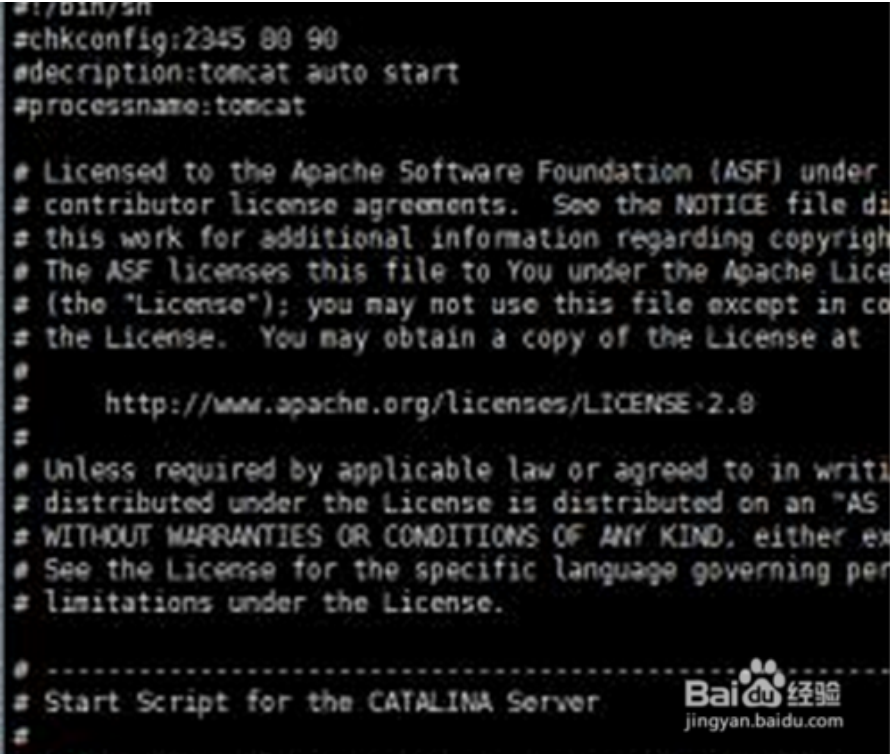 #!/bin/sh
#chkconfig:2345 80 90
#decription:tomcat auto start
#processname:tomcat
# Licensed to the Apache Software Foundation (ASF) under
# contributor license agreements.  See the NOTICE file di
# this work for additional information regarding copyrigh
# The ASF licenses this file to You under the Apache Lice
# (the "License"); you may not use this file except in co
# the License.  You may obtain a copy of the License at
#
#     http://www.apache.org/licenses/LICENSE-2.0
#
# Unless required by applicable law or agreed to in writi
# distributed under the License is distributed on an "AS
# WITHOUT WARRANTIES OR CONDITIONS OF ANY KIND, either ex
# See the License for the specific language governing per
# limitations under the License.
# -------------------------------------------------------
# Start Script for the CATALINA Server
#
Bai du 经验
jingyan.baidu.com